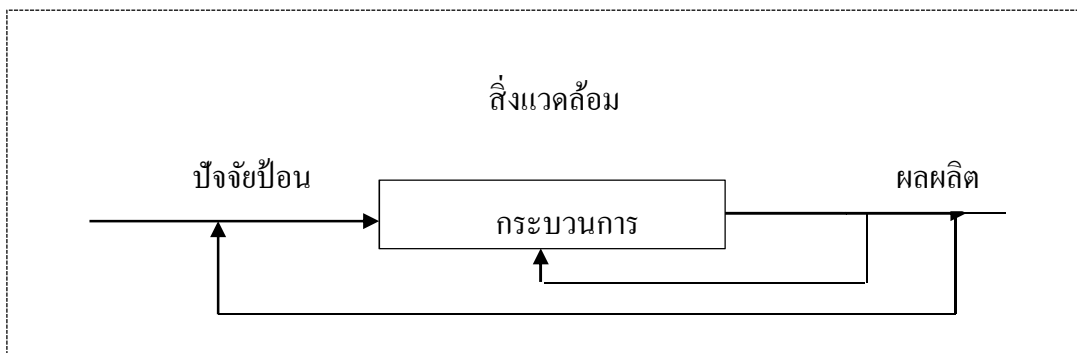 สิ่งแวดล้อม
ปัจจัยป้อน
ผลผลิต
กระบวนการ